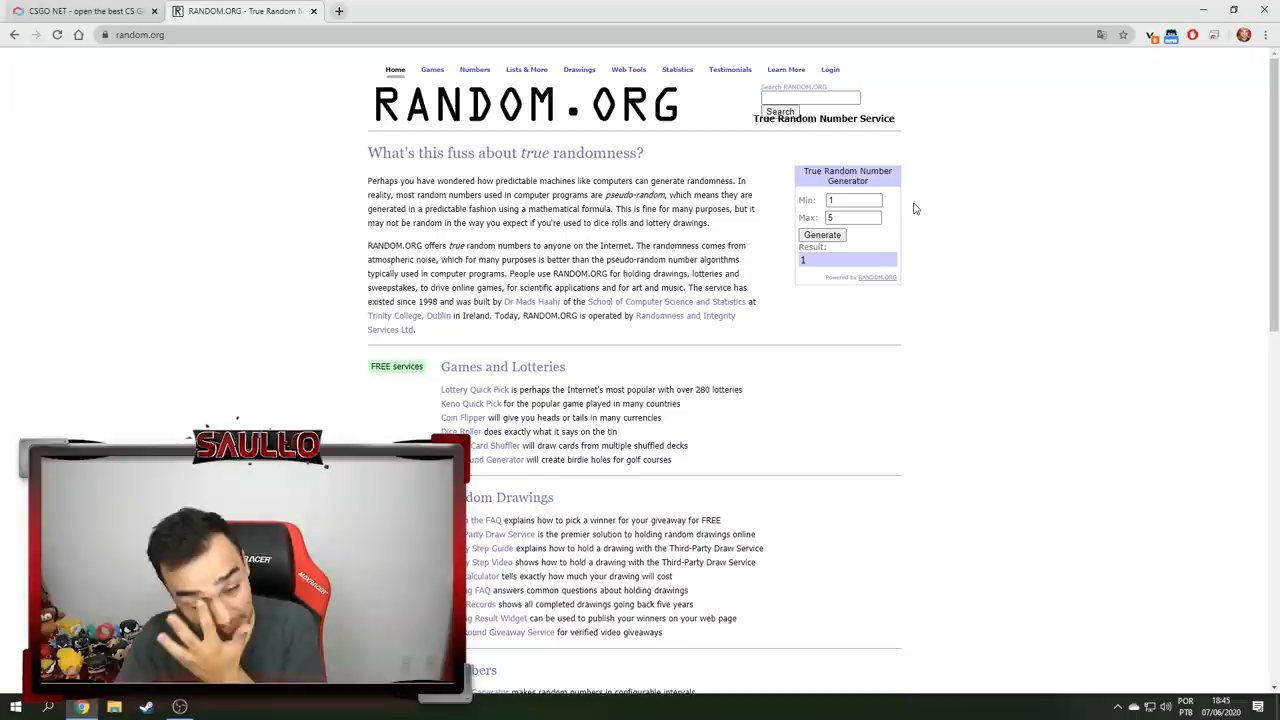 CSGO NET - Os melhores CS G
RANDOM.ORG - True Random N
random.org
Home Games Numbers Lists & More Drawings Web Tools Statistics Testimonials Learn More Login
Search RANDOM.ORG
RANDOM.ORG
Search
True Random Number Service
What's this fuss about true randomness?
Perhaps you have wondered how predictable machines like computers can generate randomness. In
reality, most random numbers used in computer programs are pseudo-random, which means they are
generated in a predictable fashion using a mathematical formula. This is fine for many purposes, but it
may not be random in the way you expect if you're used to dice rolls and lottery drawings.
RANDOM.ORG offers true random numbers to anyone on the Internet. The randomness comes from
atmospheric noise, which for many purposes is better than the pseudo-random number algorithms
typically used in computer programs. People use RANDOM.ORG for holding drawings, lotteries and
sweepstakes, to drive online games, for scientific applications and for art and music. The service has
existed since 1998 and was built by Dr Mads Haahr of the School of Computer Science and Statistics at
Trinity College, Dublin in Ireland. Today, RANDOM.ORG is operated by Randomness and Integrity
Services Ltd.
True Random Number
Generator
Min: 1
Max: 5
Generate
Result:
1
Powered by RANDOM.ORG
FREE services
Games and Lotteries
Lottery Quick Pick is perhaps the Internet's most popular with over 280 lotteries
Keno Quick Pick for the popular game played in many countries
Coin Flipper will give you heads or tails in many currencies
Dice Roller does exactly what it says on the tin
Card Shuffler will draw cards from multiple shuffled decks
und Generator will create birdie holes for golf courses
dom Drawings
the FAQ explains how to pick a winner for your giveaway for FREE
Party Draw Service is the premier solution to holding random drawings online
y Step Guide explains how to hold a drawing with the Third-Party Draw Service
y Step Video shows how to hold a drawing with the Third-Party Draw Service
alculator tells exactly how much your drawing will cost
g FAQ answers common questions about holding drawings
Records shows all completed drawings going back five years
ng Result Widget can be used to publish your winners on your web page
ound Giveaway Service for verified video giveaways
bers
Generator makes random numbers in configurable intervals
SAULLO
RACER
POR
PTB
18:45
07/06/2020